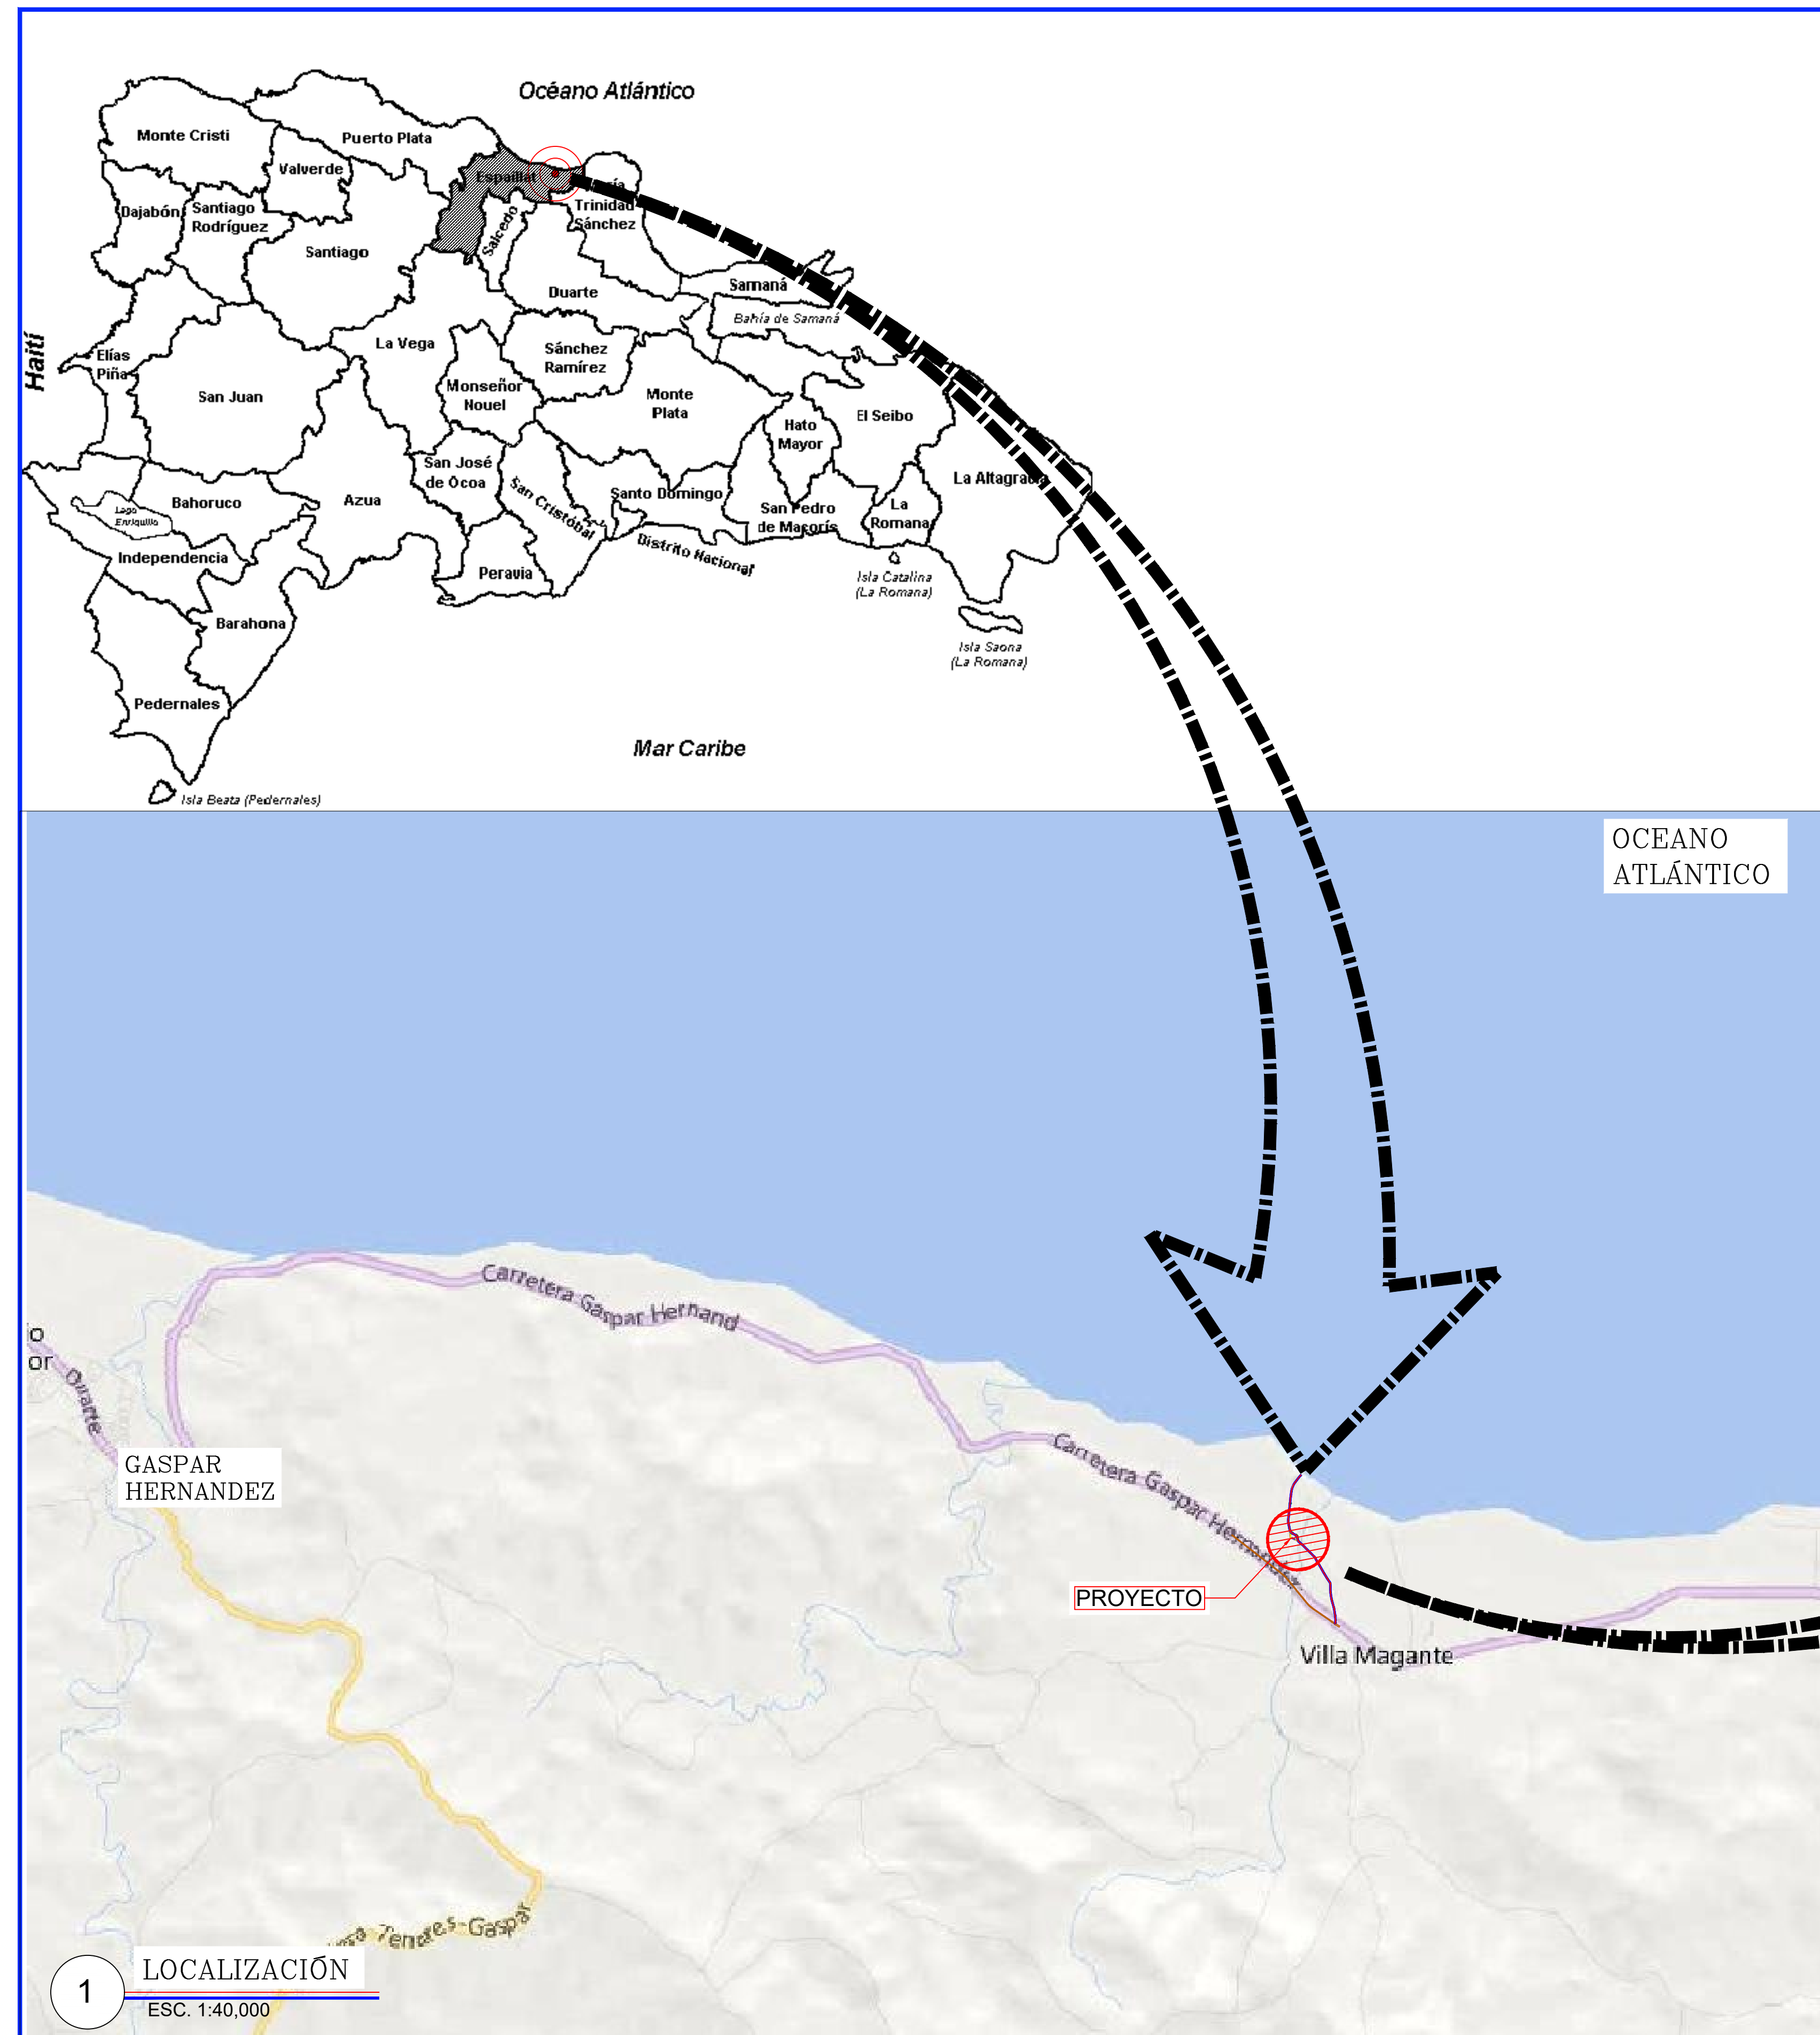 Océano Atlántico
Monte Cristi
Puerto Plata
Valverde
Espaillat
Dajabón
Santiago
Rodríguez
Trinidad
Sánchez
Salcedo
Santiago
Samaná
Duarte
Bahía de Samaná
Haití
La Vega
Sánchez
Ramírez
Elías
Piña
San Juan
Monseñor
Nouel
Monte
Plata
El Seibo
Hato
Mayor
San José
de Ocoa
La Altagracia
San Cristóbal
Santo Domingo
Bahoruco
Azua
Lago
Enriquillo
San Pedro
de Macorís
La
Romana
Distrito Nacional
Independencia
Peravia
Isla Catalina
(La Romana)
Barahona
Isla Saona
(La Romana)
Pedernales
Mar Caribe
Isla Beata (Pedernales)
OCEANO
ATLÁNTICO
Carretera Gaspar Hernand
io
or
Duarte
GASPAR
HERNANDEZ
Carretera Gaspar Hernandez
PROYECTO
Villa Magante
Tenares-Gaspar
1
LOCALIZACIÓN
ESC. 1:40,000